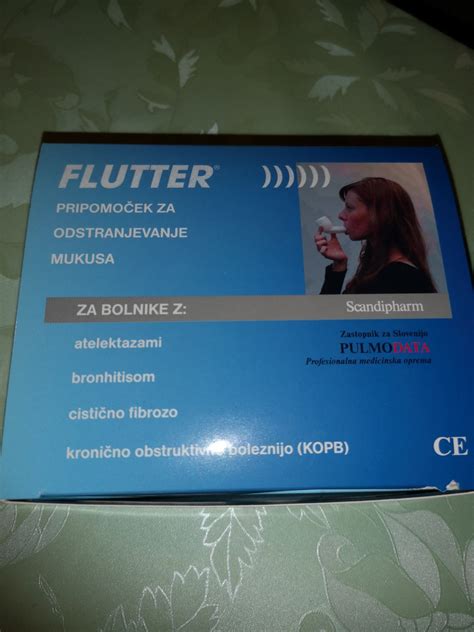 FLUTTER®
PRIPOMOČEK ZA
ODSTRANJEVANJE
MUKUSA
ZA BOLNIKE Z:
Scandipharm
atelektazami
bronhitisom
cistično fibrozo
kronično obstruktivno boleznijo (KOPB)
Zastopnik za Slovenijo
PULMODATA
Profesionalna medicinska oprema
CE